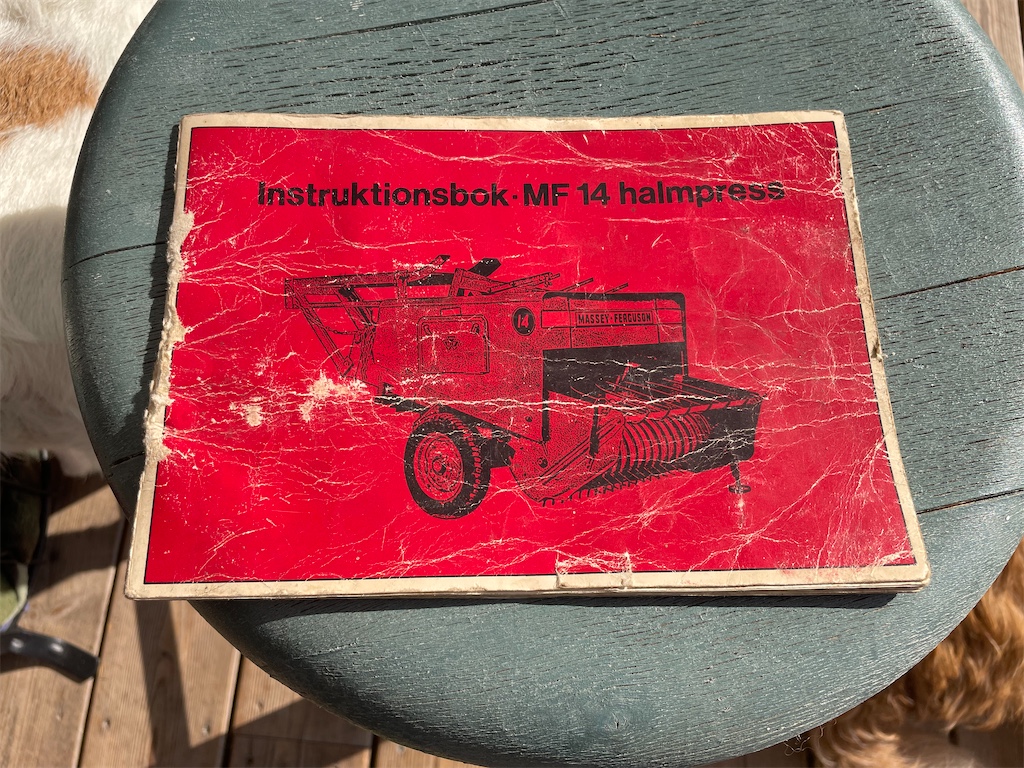 Instruktionsbok · MF 14 halmpress
14
MASSEY-FERGUSON